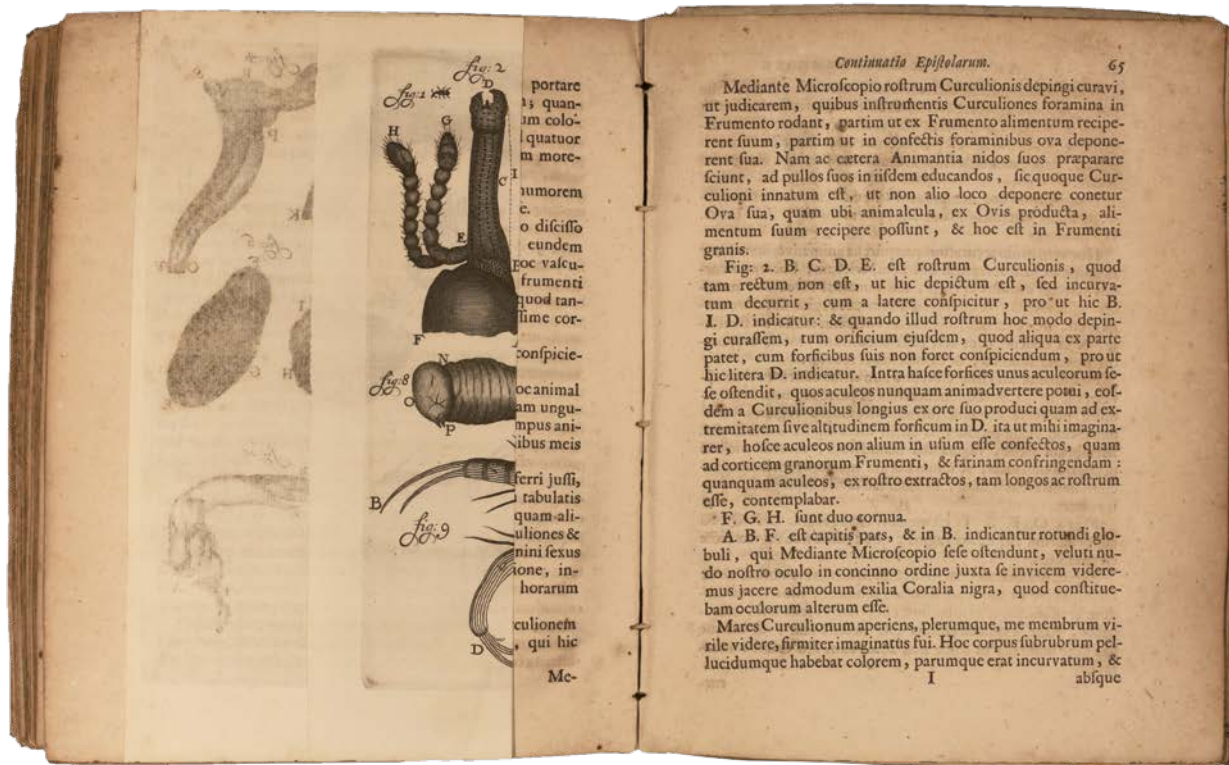 fig: 2
D
fig: 1
H
G
I
C
E
F
fig: 8
N
O
P
B
fig: 9
D
portare
quan-
um colo-
quatuor
m more-
humorem
e.
o discisso
eundem
oc vascu-
frumenti
quod tan-
ssime cor-
conspicie-
oc animal
am ungu-
mpus ani-
ibus meis
ferri jussi,
tabulatis
quam ali-
uliones &
nini sexus
ione, in-
horarum
culionem
, qui hic
Me-
Continuatio Epiſtolarum. 65
Mediante Microſcopio roſtrum Curculionis depingi curavi,
ut judicarem, quibus inſtrumentis Curculiones foramina in
Frumento rodant, partim ut ex Frumento alimentum recipe-
rent ſuum, partim ut in confectis foraminibus ova depone-
rent ſua. Nam ac cætera Animantia nidos ſuos præparare
ſciunt, ad pullos ſuos in iiſdem educandos, ſic quoque Cur-
culioni innatum eſt, ut non alio loco deponere conetur
Ova ſua, quam ubi animalcula, ex Ovis producta, ali-
mentum ſuum recipere poſſunt, & hoc eſt in Frumenti
granis.
Fig: 2. B. C. D. E. eſt roſtrum Curculionis, quod
tam rectum non eſt, ut hic depictum eſt, ſed incurva-
tum decurrit, cum a latere conſpicitur, pro ut hic B.
I. D. indicatur: & quando illud roſtrum hoc modo depin-
gi curaſſem, tum orificium ejuſdem, quod aliqua ex parte
patet, cum forficibus ſuis non foret conſpiciendum, pro ut
hic litera D. indicatur. Intra haſce forfices unus aculeorum ſe-
ſe oſtendit, quos aculeos nunquam animadvertere potui, eoſ-
dem a Curculionibus longius ex ore ſuo produci quam ad ex-
tremitatem ſive altitudinem forficum in D. ita ut mihi imagina-
rer, hoſce aculeos non alium in uſum eſſe confectos, quam
ad corticem granorum Frumenti, & farinam confringendam:
quanquam aculeos, ex roſtro extractos, tam longos ac roſtrum
eſſe, contemplabar.
F. G. H. ſunt duo cornua.
A. B. F. eſt capitis pars, & in B. indicantur rotundi glo-
buli, qui Mediante Microſcopio ſeſe oſtendunt, veluti nu-
do noſtro oculo in concinno ordine juxta ſe invicem videre-
mus jacere admodum exilia Coralia nigra, quod conſtitue-
bam oculorum alterum eſſe.
Mares Curculionum aperiens, plerumque, me membrum vi-
rile videre, firmiter imaginatus fui. Hoc corpus ſubrubrum pel-
lucidumque habebat colorem, parumque erat incurvatum, &
I abſque